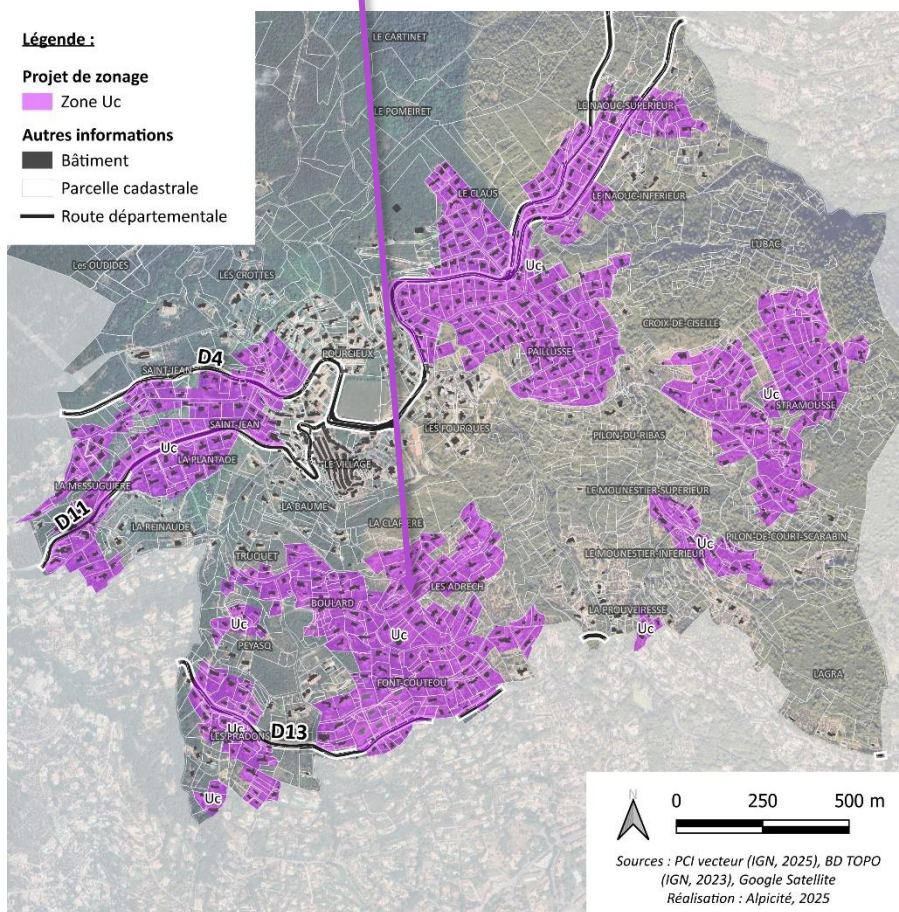 Légende :
Projet de zonage
Zone Uc
Autres informations
Bâtiment
Parcelle cadastrale
Route départementale
LE CARTINET
LE POMEIRET
LE NAOUC-SUPERIEUR
LE CLAUS
LE NAOUC-INFERIEUR
LUBAC
Uc
Les OUDIDES
LES CROTTES
CROIX-DE-CISELLE
POURCIEUX
PAILLUSSE
D4
SAINT-JEAN
Uc
STRAMOUSSE
SAINT-JEAN
LES FOURQUES
PILON-DU-RIBAS
Uc
LA PLANTADE
LE VILLAGE
LA MESSUGUIERE
LE MOUNESTIER-SUPERIEUR
D11
LA BAUME
LA REINAUDE
LA CLAPIERE
PILON-DE-COURT-SCARABIN
Uc
LE MOUNESTIER-INFERIEUR
TRUQUET
LES ADRECH
BOULARD
LA PROUVEIRESSE
Uc
Uc
Uc
PEYASQ
LAGRA
FONT-COUTEOU
Uc
D13
LES PRADONS
Uc
N
0 250 500 m
Sources : PCI vecteur (IGN, 2025), BD TOPO
(IGN, 2023), Google Satellite
Réalisation : Alpicité, 2025